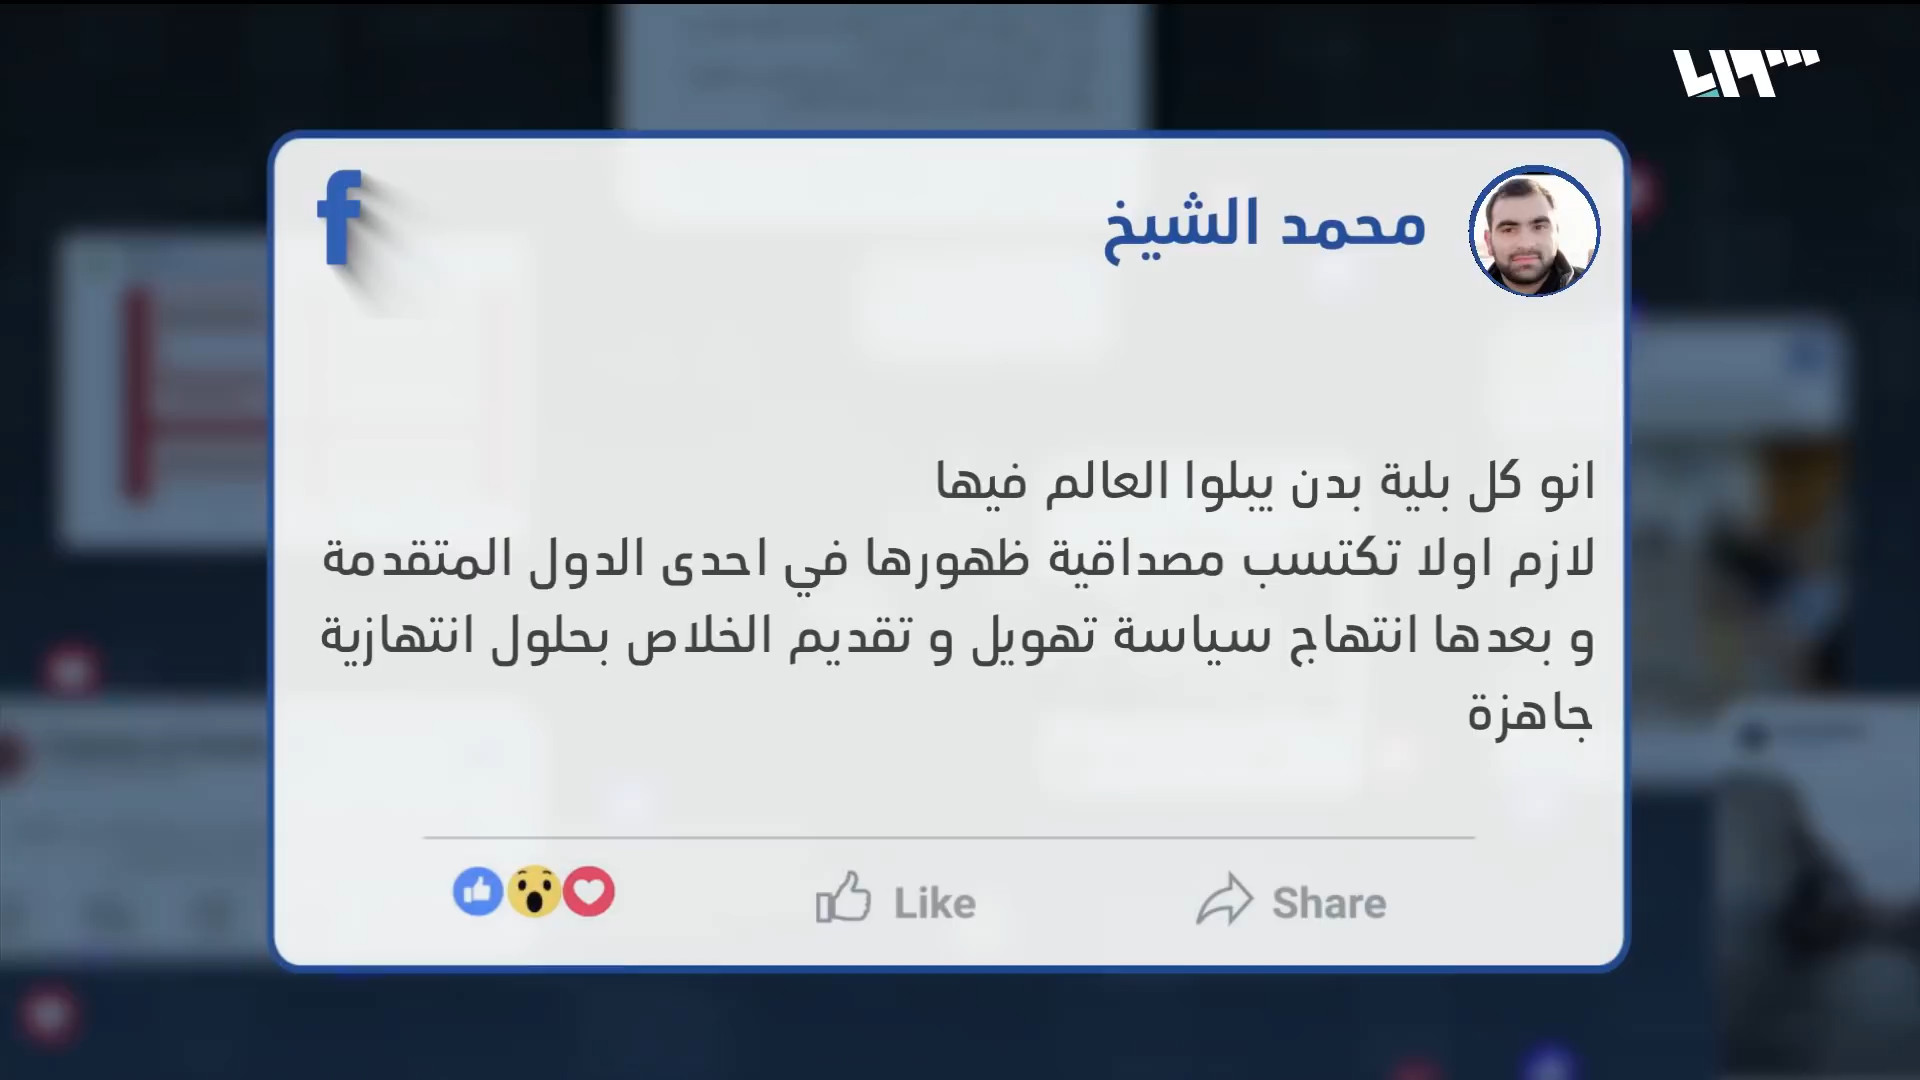 محمد الشيخ
انو كل بلية بدن يبلوا العالم فيها
لازم اولا تكتسب مصداقية ظهورها في احدى الدول المتقدمة
و بعدها انتهاج سياسة تهويل و تقديم الخلاص بحلول انتهازية
جاهزة
Like
Share